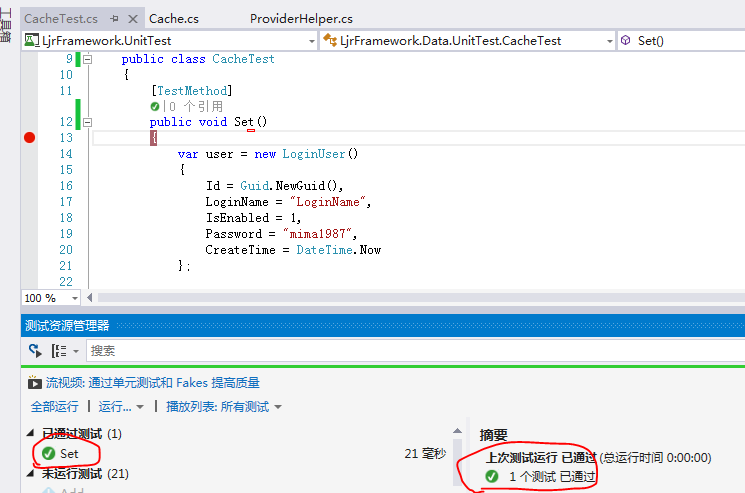 工具箱
CacheTest.cs Cache.cs ProviderHelper.cs
LjrFramework.UnitTest LjrFramework.Data.UnitTest.CacheTest Set()
9 public class CacheTest
10 {
11 [TestMethod]
|0 个引用
12 public void Set()
13 {
14 var user = new LoginUser()
15 {
16 Id = Guid.NewGuid(),
17 LoginName = "LoginName",
18 IsEnabled = 1,
19 Password = "mima1987",
20 CreateTime = DateTime.Now
21 };
22
100 %
测试资源管理器
搜索
流视频: 通过单元测试和 Fakes 提高质量
全部运行 | 运行... | 播放列表: 所有测试
已通过测试 (1)
Set 21 毫秒
未运行测试 (21)
Add
摘要
上次测试运行 已通过 (总运行时间 0:00:00)
1 个测试 已通过